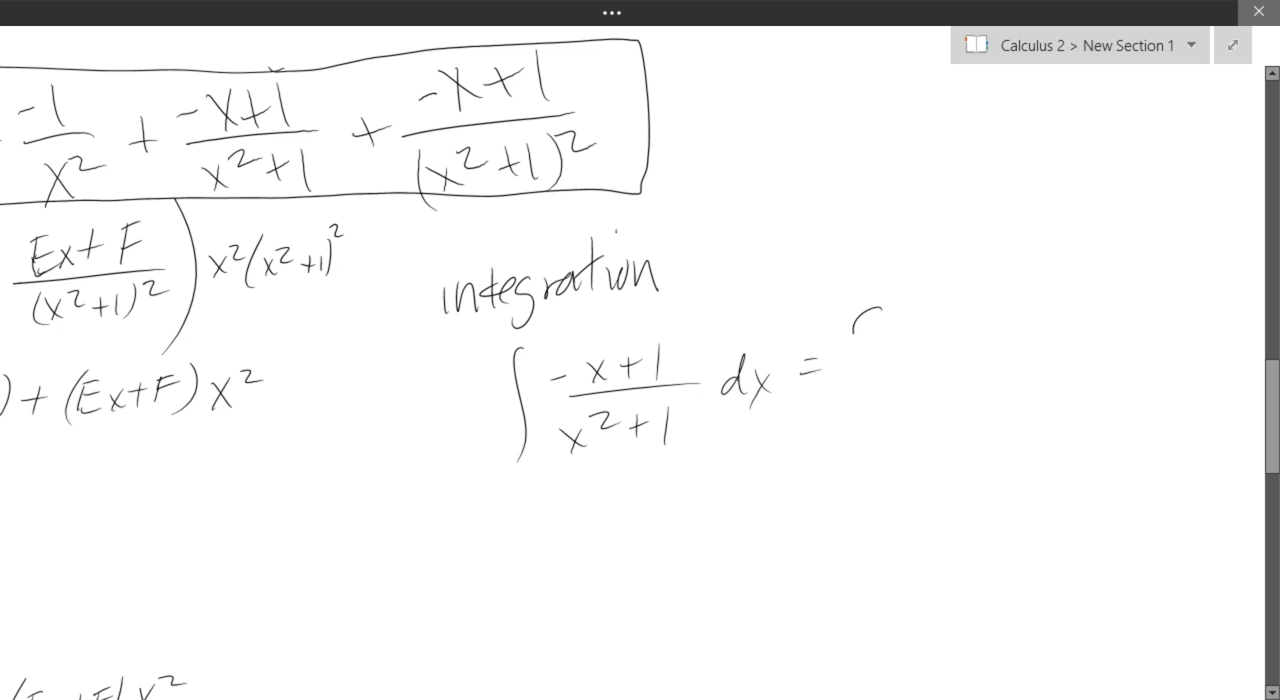 Calculus 2 > New Section 1
-1/x² + (-x+1)/(x²+1) + (-x+1)/(x²+1)²
(Ex+F)/(x²+1)² ) x²(x²+1)²
integration
) + (Ex+F)x²
∫ (-x+1)/(x²+1) dx =